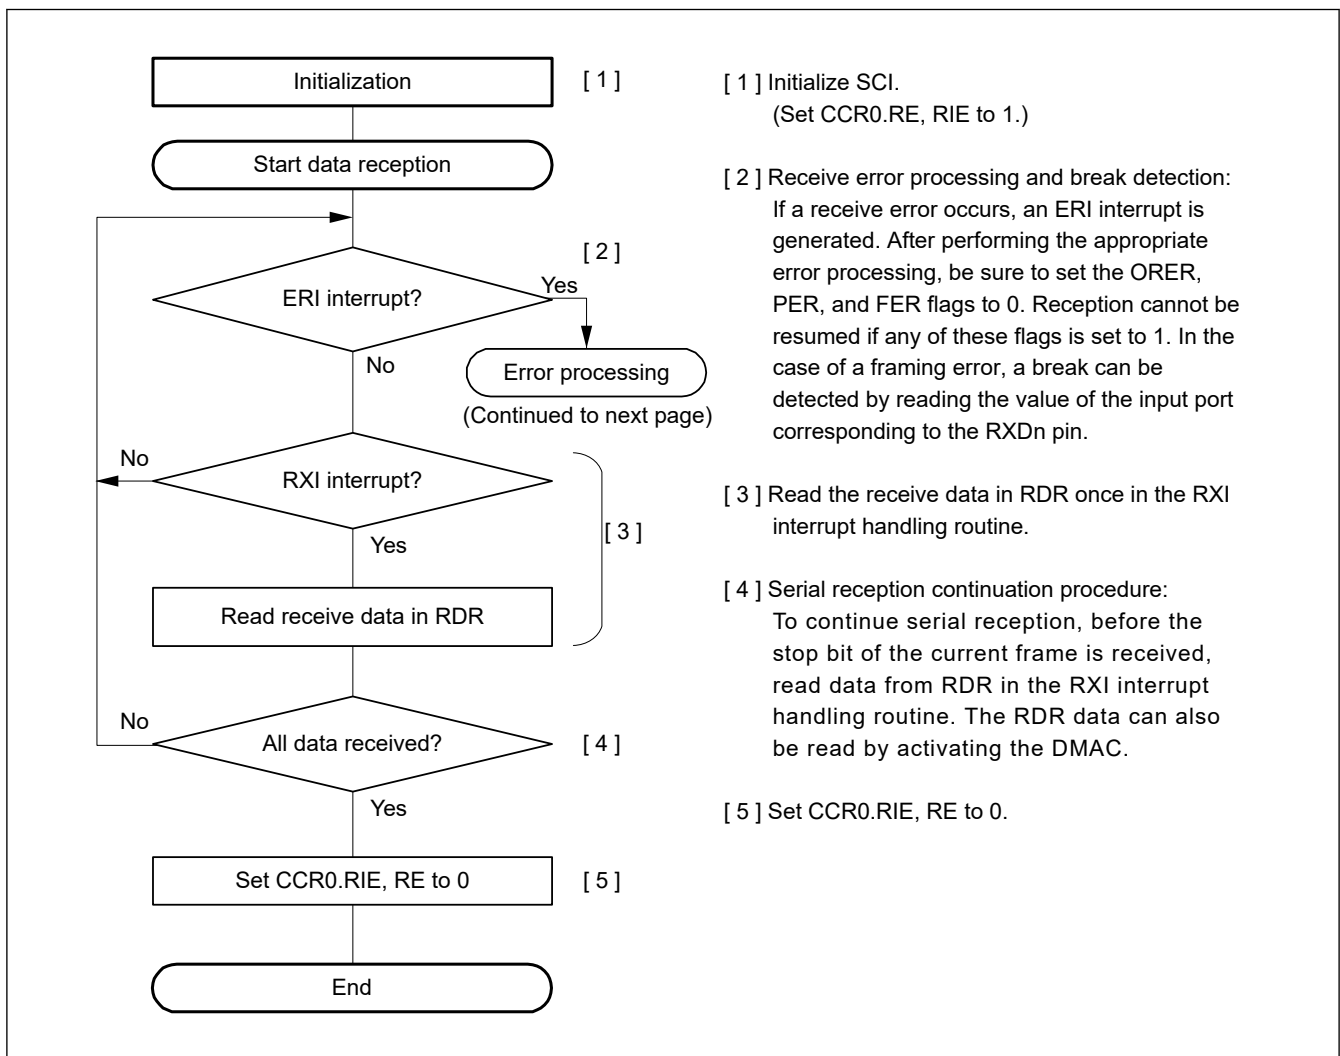 Initialization
[ 1 ]
Start data reception
[ 2 ]
ERI interrupt?
Yes
No
Error processing
(Continued to next page)
No
RXI interrupt?
Yes
[ 3 ]
Read receive data in RDR
No
All data received?
[ 4 ]
Yes
Set CCR0.RIE, RE to 0
[ 5 ]
End
[ 1 ] Initialize SCI.
(Set CCR0.RE, RIE to 1.)
[ 2 ] Receive error processing and break detection:
If a receive error occurs, an ERI interrupt is
generated. After performing the appropriate
error processing, be sure to set the ORER,
PER, and FER flags to 0. Reception cannot be
resumed if any of these flags is set to 1. In the
case of a framing error, a break can be
detected by reading the value of the input port
corresponding to the RXDn pin.
[ 3 ] Read the receive data in RDR once in the RXI
interrupt handling routine.
[ 4 ] Serial reception continuation procedure:
To continue serial reception, before the
stop bit of the current frame is received,
read data from RDR in the RXI interrupt
handling routine. The RDR data can also
be read by activating the DMAC.
[ 5 ] Set CCR0.RIE, RE to 0.